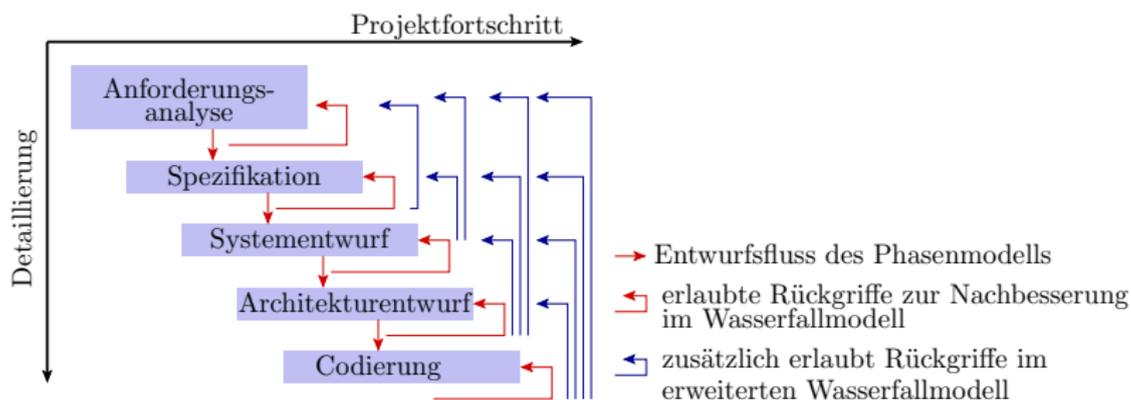 Projektfortschritt
Detaillierung
Anforderungs-
analyse
Spezifikation
Systementwurf
Architekturentwurf
Codierung
Entwurfsfluss des Phasenmodells
erlaubte Rückgriffe zur Nachbesserung
im Wasserfallmodell
zusätzlich erlaubt Rückgriffe im
erweiterten Wasserfallmodell